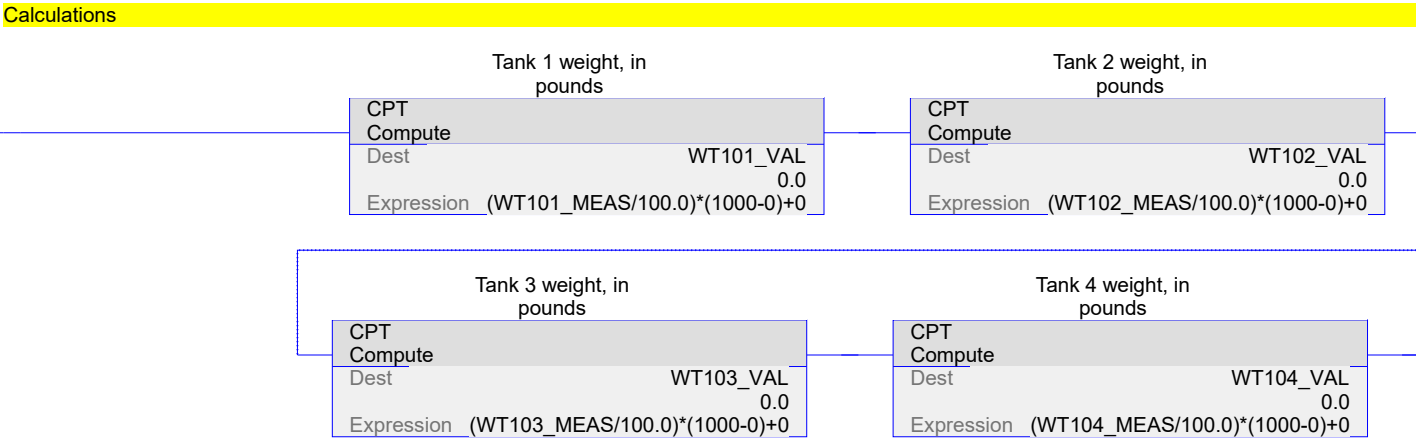 Calculations
Tank 1 weight, in
pounds
CPT
Compute
Dest WT101_VAL
0.0
Expression (WT101_MEAS/100.0)*(1000-0)+0
Tank 2 weight, in
pounds
CPT
Compute
Dest WT102_VAL
0.0
Expression (WT102_MEAS/100.0)*(1000-0)+0
Tank 3 weight, in
pounds
CPT
Compute
Dest WT103_VAL
0.0
Expression (WT103_MEAS/100.0)*(1000-0)+0
Tank 4 weight, in
pounds
CPT
Compute
Dest WT104_VAL
0.0
Expression (WT104_MEAS/100.0)*(1000-0)+0